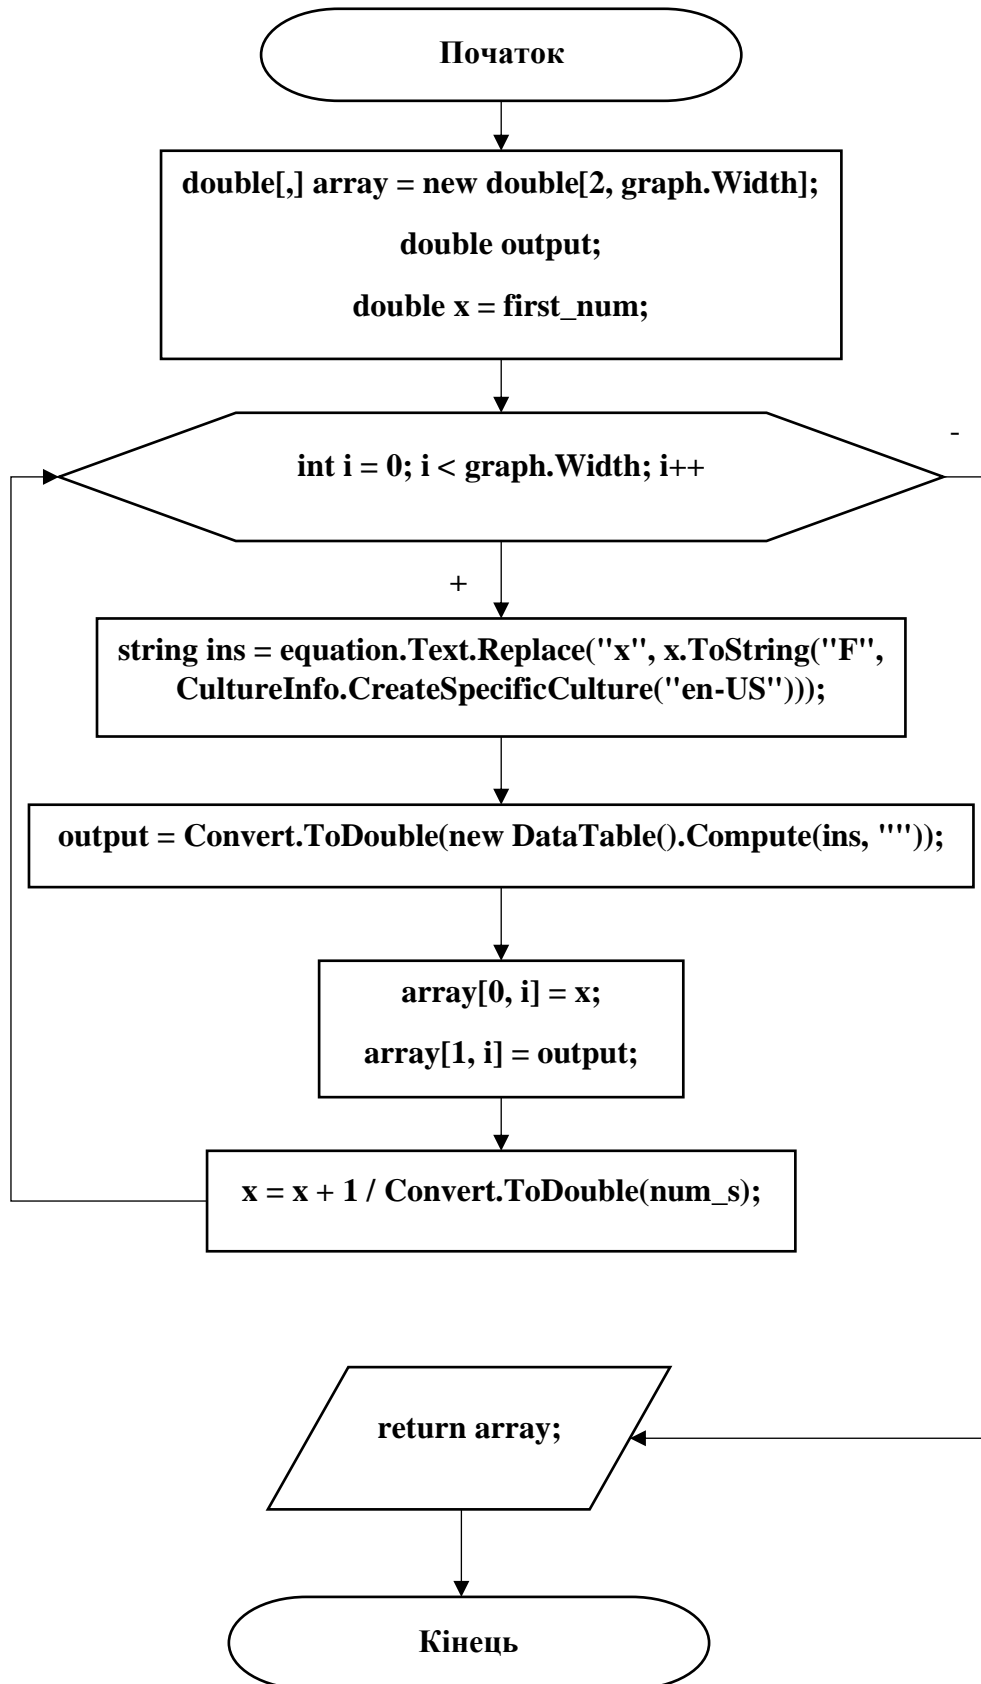 Початок
double[,] array = new double[2, graph.Width];
double output;
double x = first_num;
int i = 0; i < graph.Width; i++
-
+
string ins = equation.Text.Replace("x", x.ToString("F",
CultureInfo.CreateSpecificCulture("en-US")));
output = Convert.ToDouble(new DataTable().Compute(ins, ""));
array[0, i] = x;
array[1, i] = output;
x = x + 1 / Convert.ToDouble(num_s);
return array;
Кінець